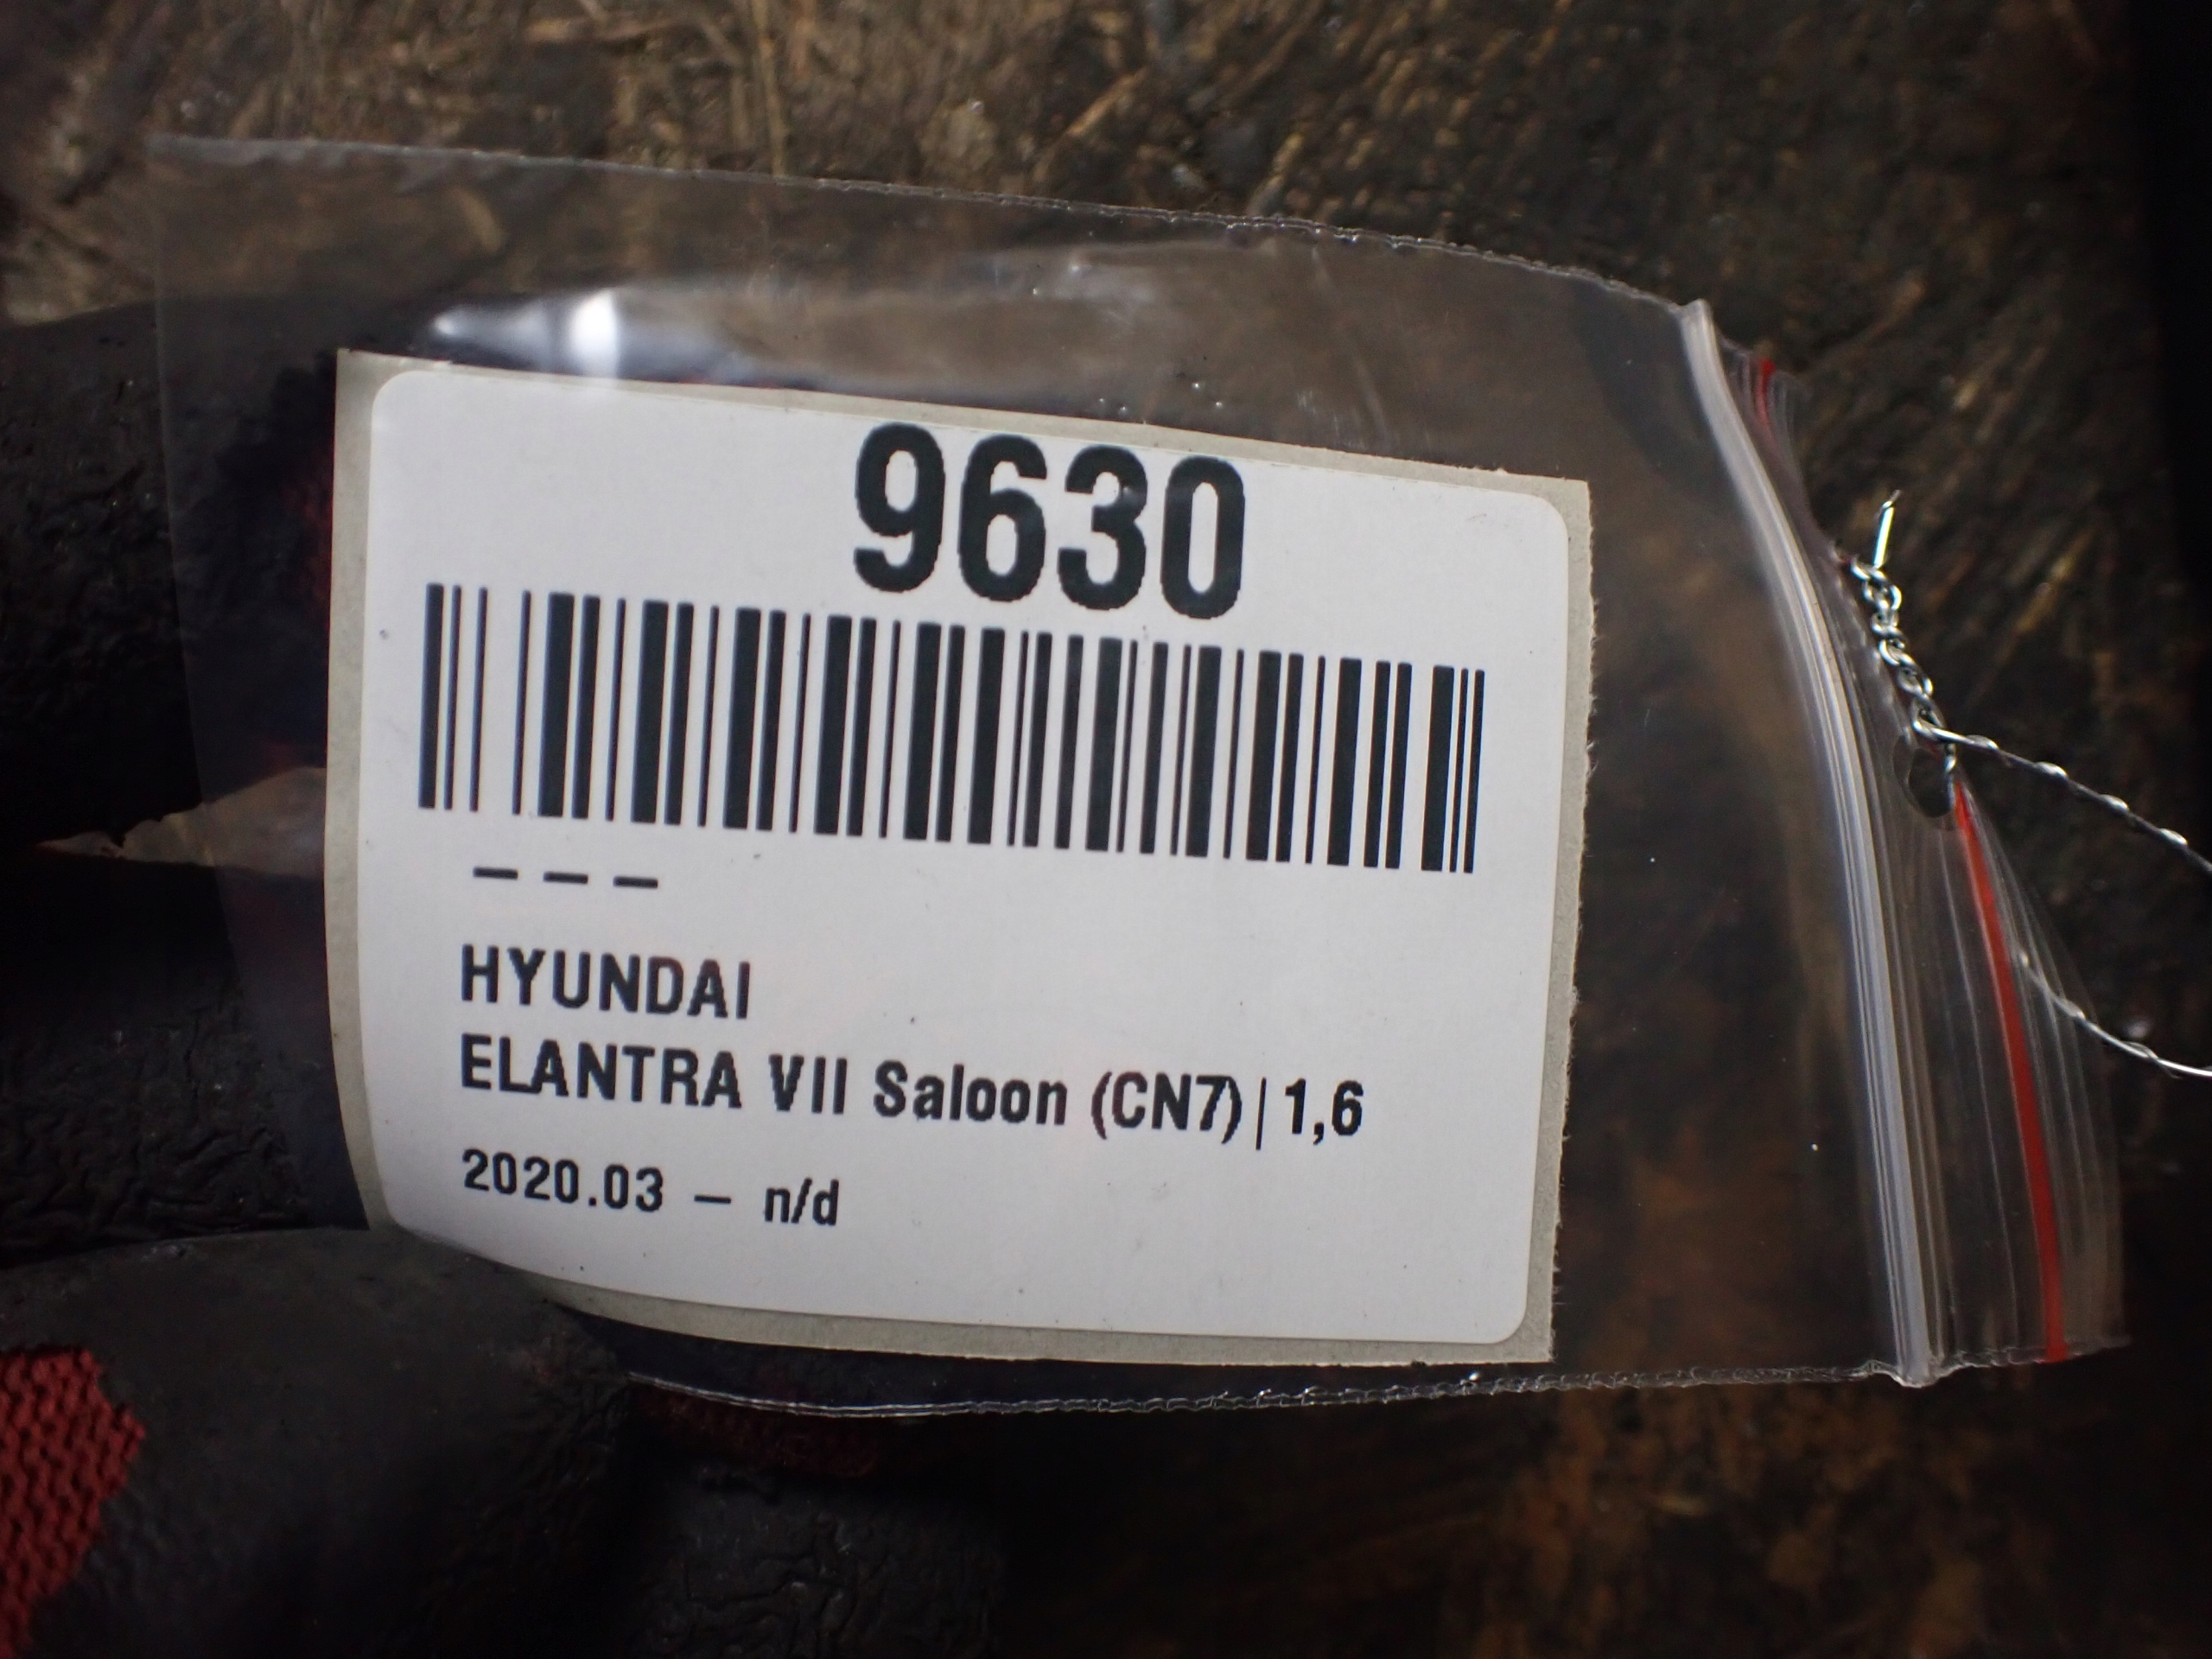 9630
– – –
HYUNDAI
ELANTRA VII Saloon (CN7)|1,6
2020.03 – n/d